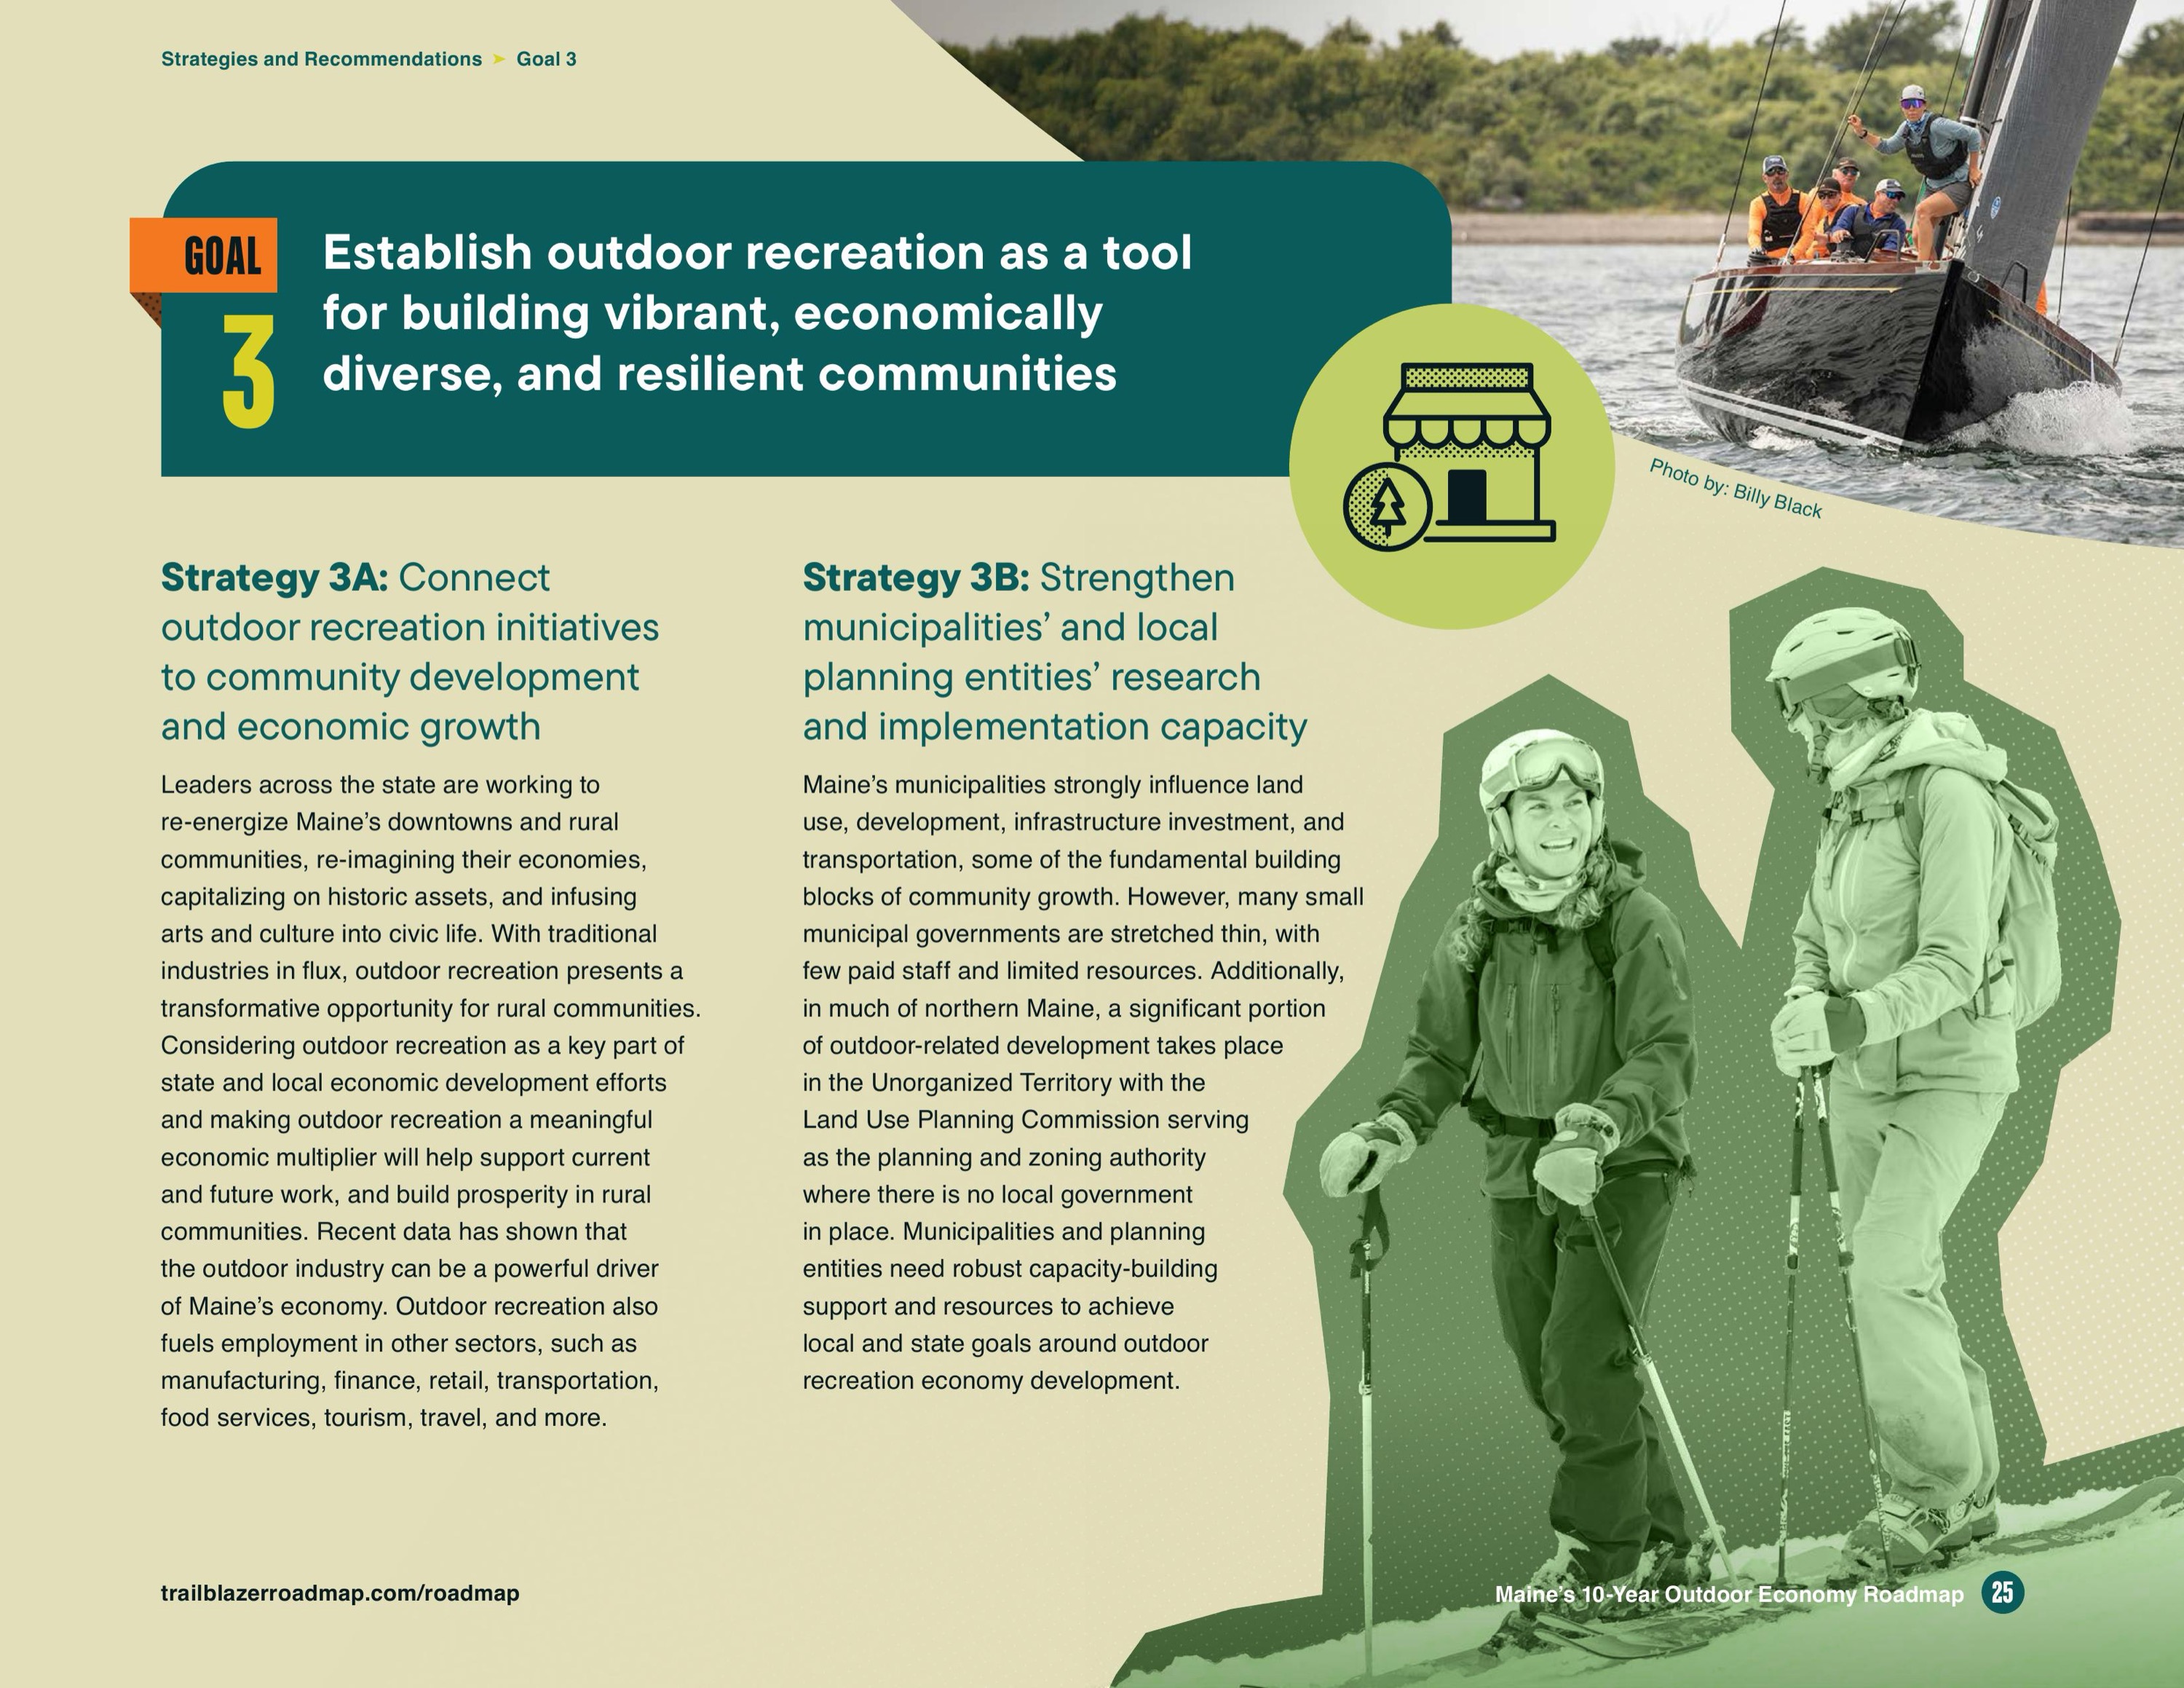 Strategies and Recommendations ➤ Goal 3
GOAL
3
Establish outdoor recreation as a tool
for building vibrant, economically
diverse, and resilient communities
Photo by: Billy Black
Strategy 3A: Connect
outdoor recreation initiatives
to community development
and economic growth
Leaders across the state are working to
re-energize Maine’s downtowns and rural
communities, re-imagining their economies,
capitalizing on historic assets, and infusing
arts and culture into civic life. With traditional
industries in flux, outdoor recreation presents a
transformative opportunity for rural communities.
Considering outdoor recreation as a key part of
state and local economic development efforts
and making outdoor recreation a meaningful
economic multiplier will help support current
and future work, and build prosperity in rural
communities. Recent data has shown that
the outdoor industry can be a powerful driver
of Maine’s economy. Outdoor recreation also
fuels employment in other sectors, such as
manufacturing, finance, retail, transportation,
food services, tourism, travel, and more.
Strategy 3B: Strengthen
municipalities’ and local
planning entities’ research
and implementation capacity
Maine’s municipalities strongly influence land
use, development, infrastructure investment, and
transportation, some of the fundamental building
blocks of community growth. However, many small
municipal governments are stretched thin, with
few paid staff and limited resources. Additionally,
in much of northern Maine, a significant portion
of outdoor-related development takes place
in the Unorganized Territory with the
Land Use Planning Commission serving
as the planning and zoning authority
where there is no local government
in place. Municipalities and planning
entities need robust capacity-building
support and resources to achieve
local and state goals around outdoor
recreation economy development.
trailblazerroadmap.com/roadmap
Maine’s 10-Year Outdoor Economy Roadmap 25